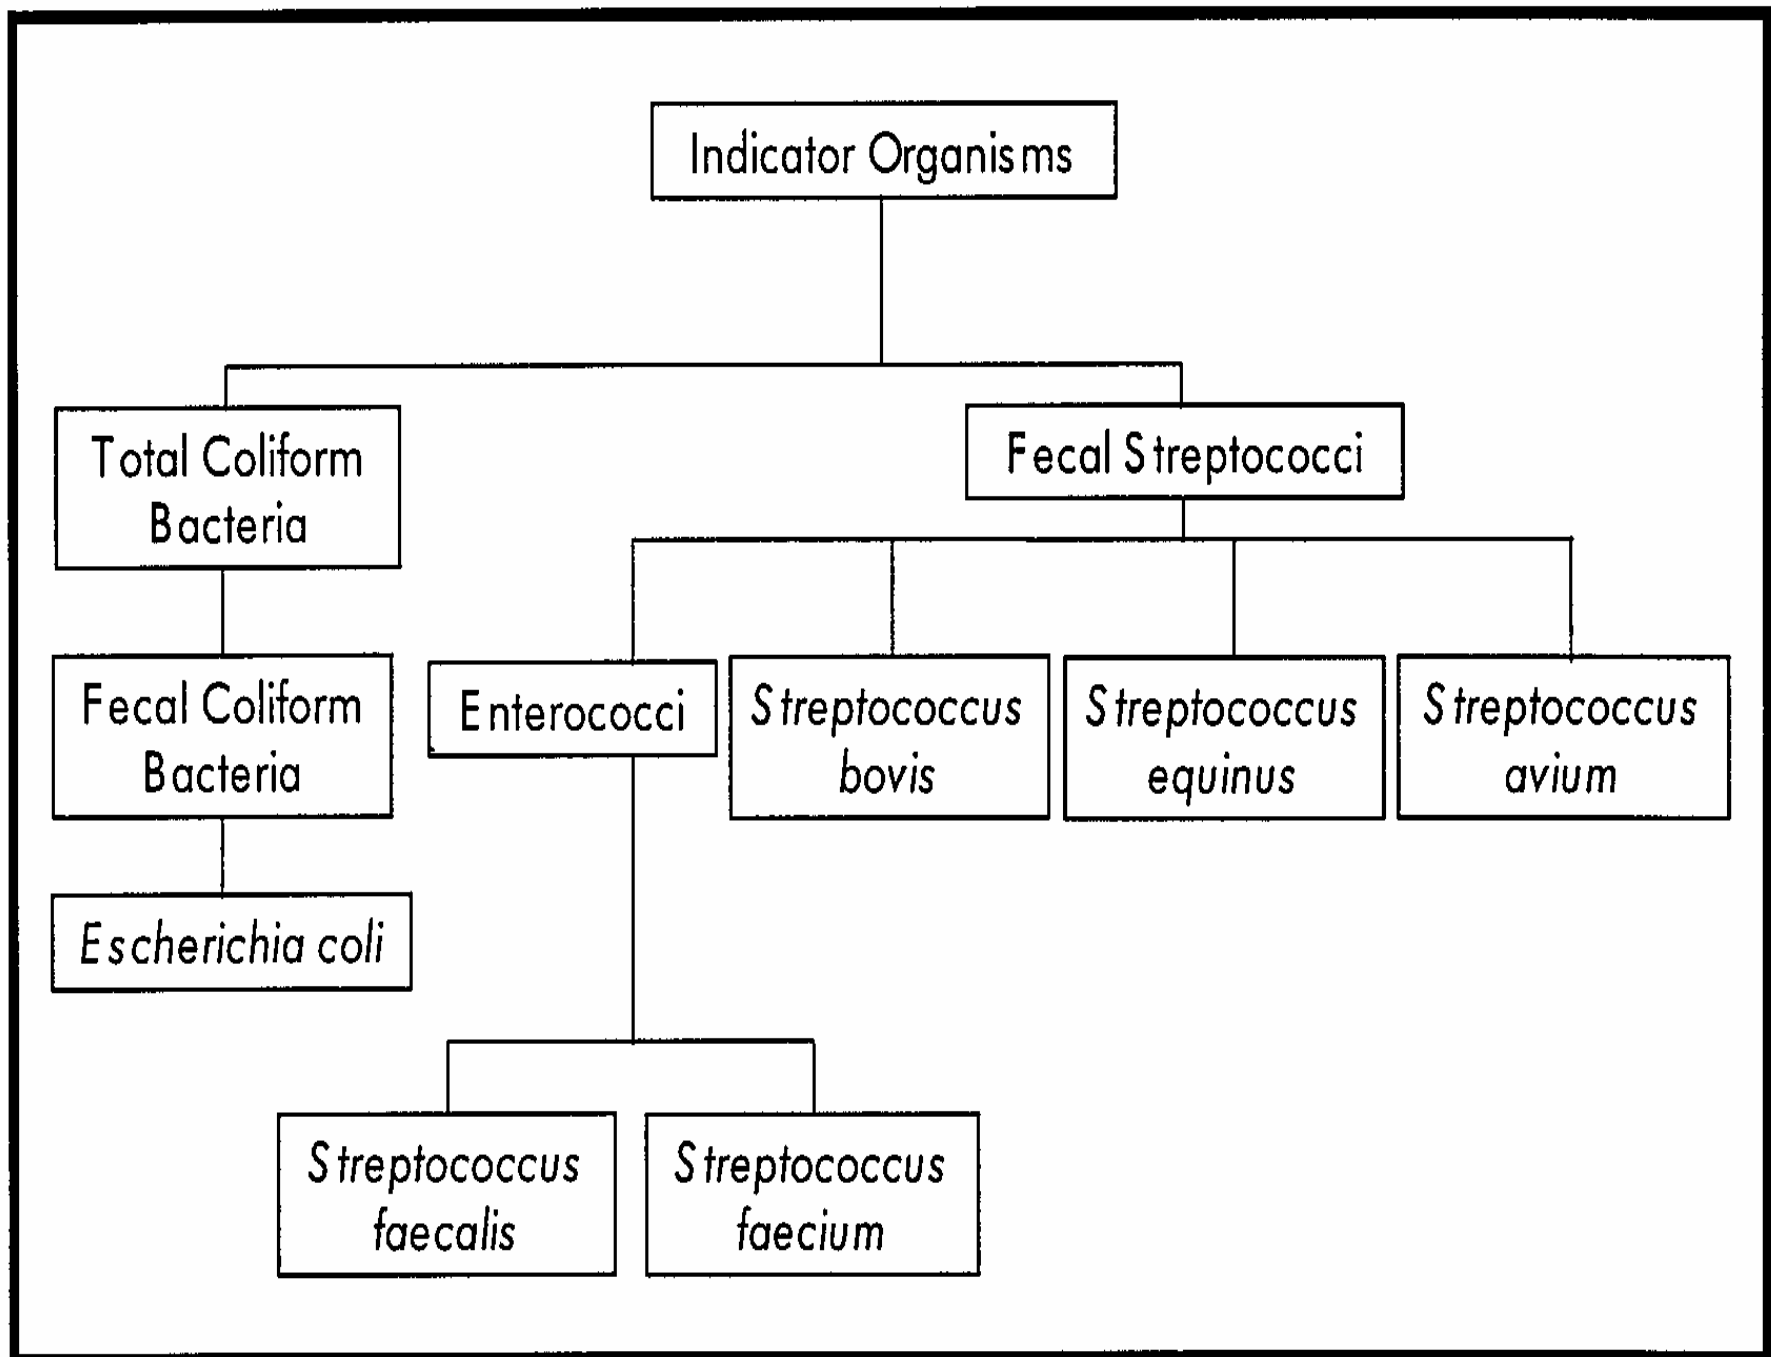 Indicator Organisms
Total Coliform
Bacteria
Fecal Streptococci
Fecal Coliform
Bacteria
Enterococci
Streptococcus
bovis
Streptococcus
equinus
Streptococcus
avium
Escherichia coli
Streptococcus
faecalis
Streptococcus
faecium